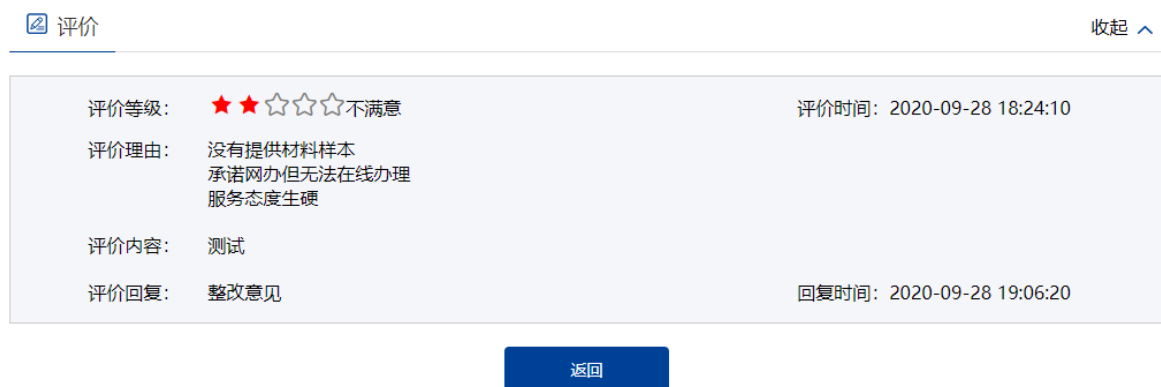 评价
收起
评价等级： 不满意
评价时间：2020-09-28 18:24:10
评价理由： 没有提供材料样本
承诺网办但无法在线办理
服务态度生硬
评价内容： 测试
评价回复： 整改意见
回复时间：2020-09-28 19:06:20
返回